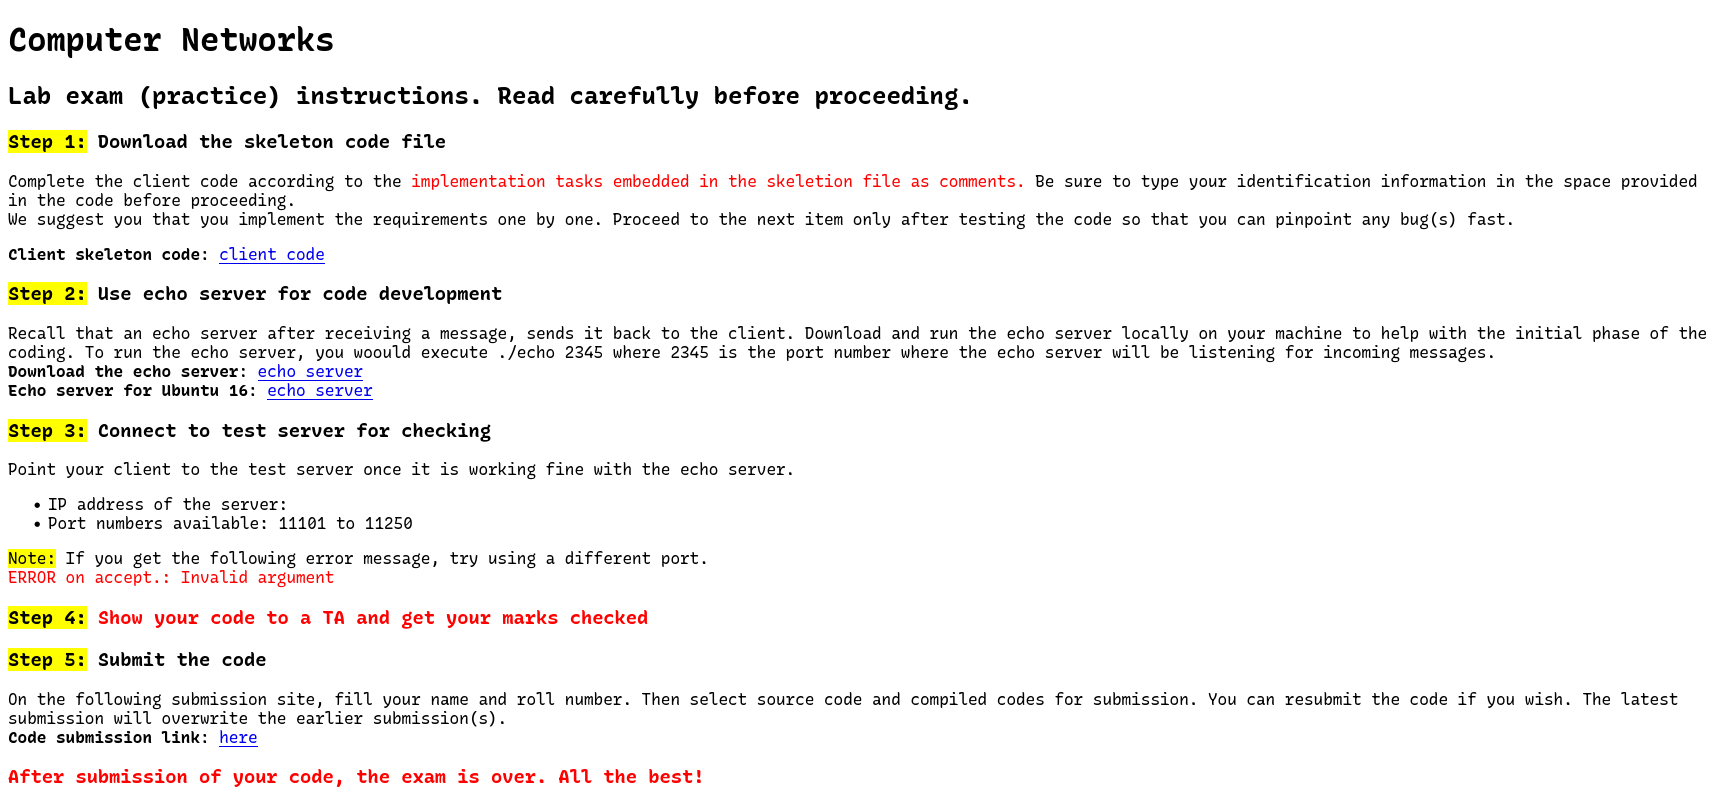 Computer Networks
Lab exam (practice) instructions. Read carefully before proceeding.
Step 1: Download the skeleton code file
Complete the client code according to the implementation tasks embedded in the skeletion file as comments. Be sure to type your identification information in the space provided
in the code before proceeding.
We suggest you that you implement the requirements one by one. Proceed to the next item only after testing the code so that you can pinpoint any bug(s) fast.
Client skeleton code: client code
Step 2: Use echo server for code development
Recall that an echo server after receiving a message, sends it back to the client. Download and run the echo server locally on your machine to help with the initial phase of the
coding. To run the echo server, you woould execute ./echo 2345 where 2345 is the port number where the echo server will be listening for incoming messages.
Download the echo server: echo server
Echo server for Ubuntu 16: echo server
Step 3: Connect to test server for checking
Point your client to the test server once it is working fine with the echo server.
• IP address of the server:
• Port numbers available: 11101 to 11250
Note: If you get the following error message, try using a different port.
ERROR on accept.: Invalid argument
Step 4: Show your code to a TA and get your marks checked
Step 5: Submit the code
On the following submission site, fill your name and roll number. Then select source code and compiled codes for submission. You can resubmit the code if you wish. The latest
submission will overwrite the earlier submission(s).
Code submission link: here
After submission of your code, the exam is over. All the best!